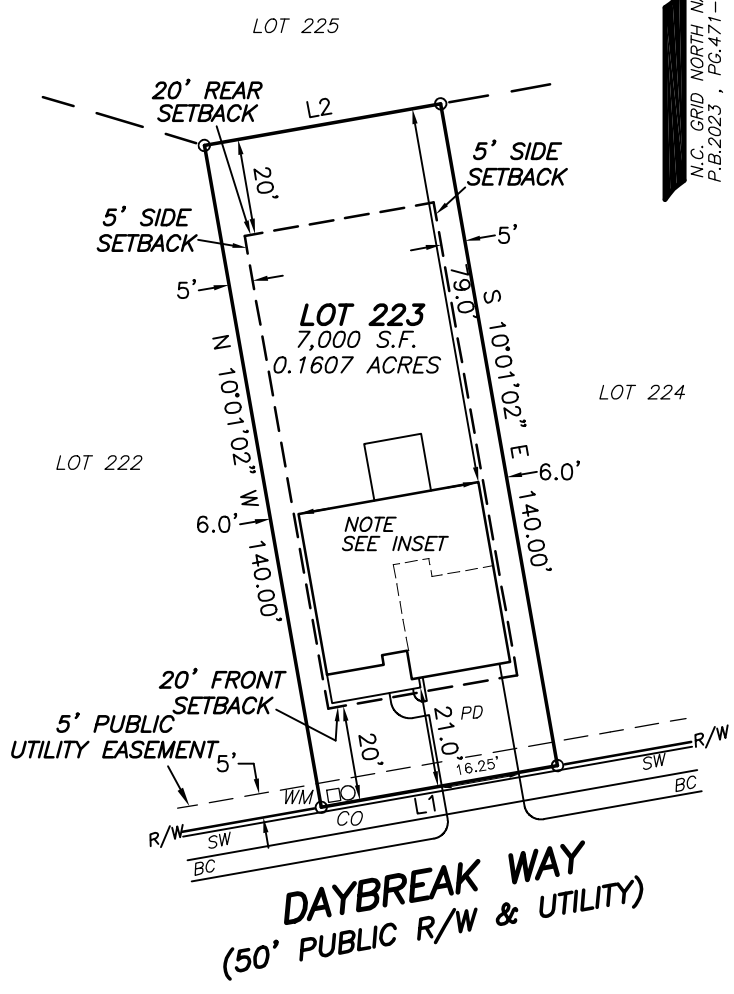 LOT 225
N.C. GRID NORTH
P.B.2023 , PG.471-
20' REAR
SETBACK
L2
20'
5' SIDE
SETBACK
5' SIDE
SETBACK
5'
5'
79.0'
LOT 223
7,000 S.F.
0.1607 ACRES
N 10°01'02" W 140.00'
S 10°01'02" E 140.00'
LOT 224
LOT 222
6.0'
6.0'
NOTE
SEE INSET
20' FRONT
SETBACK
5' PUBLIC
UTILITY EASEMENT
5'
20'
21.0'
PD
16.25'
R/W
SW
BC
WM
CO
L1
R/W
SW
BC
DAYBREAK WAY
(50' PUBLIC R/W & UTILITY)